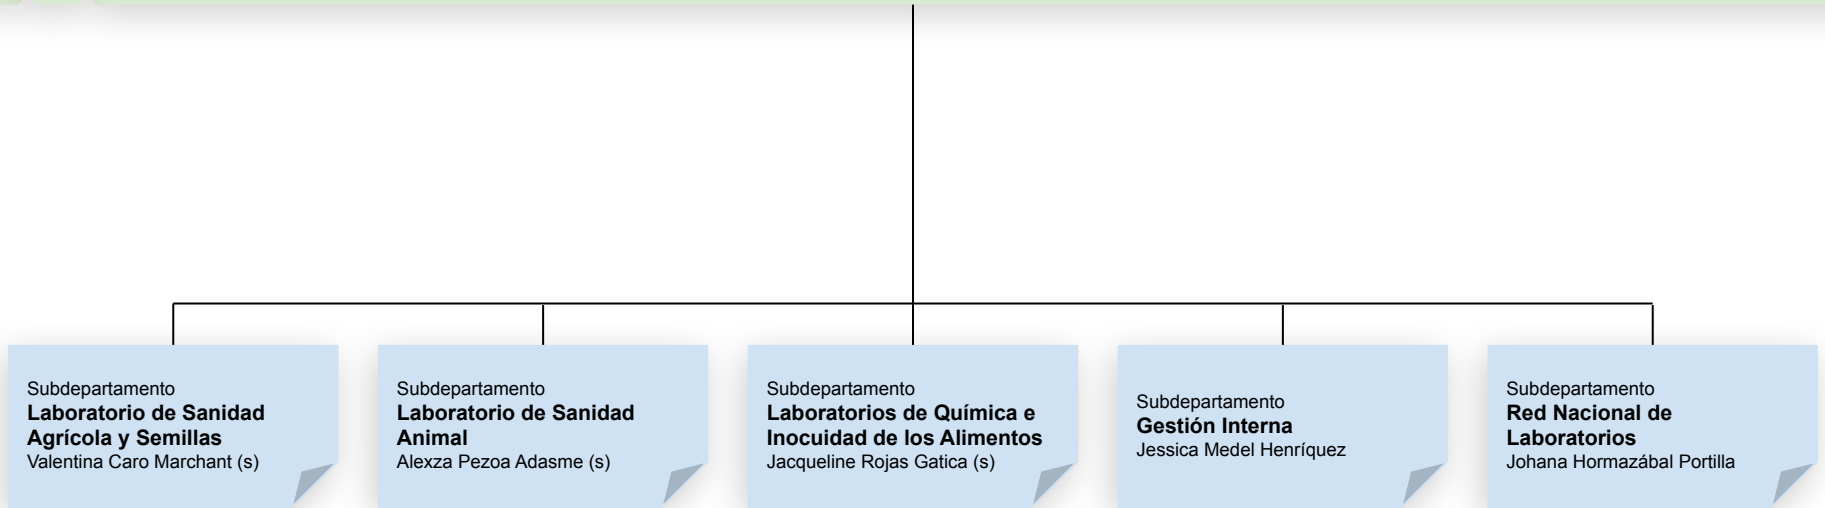 Subdepartamento
Laboratorio de Sanidad
Agrícola y Semillas
Valentina Caro Marchant (s)
Subdepartamento
Laboratorio de Sanidad
Animal
Alexza Pezoa Adasme (s)
Subdepartamento
Laboratorios de Química e
Inocuidad de los Alimentos
Jacqueline Rojas Gatica (s)
Subdepartamento
Gestión Interna
Jessica Medel Henríquez
Subdepartamento
Red Nacional de
Laboratorios
Johana Hormazábal Portilla